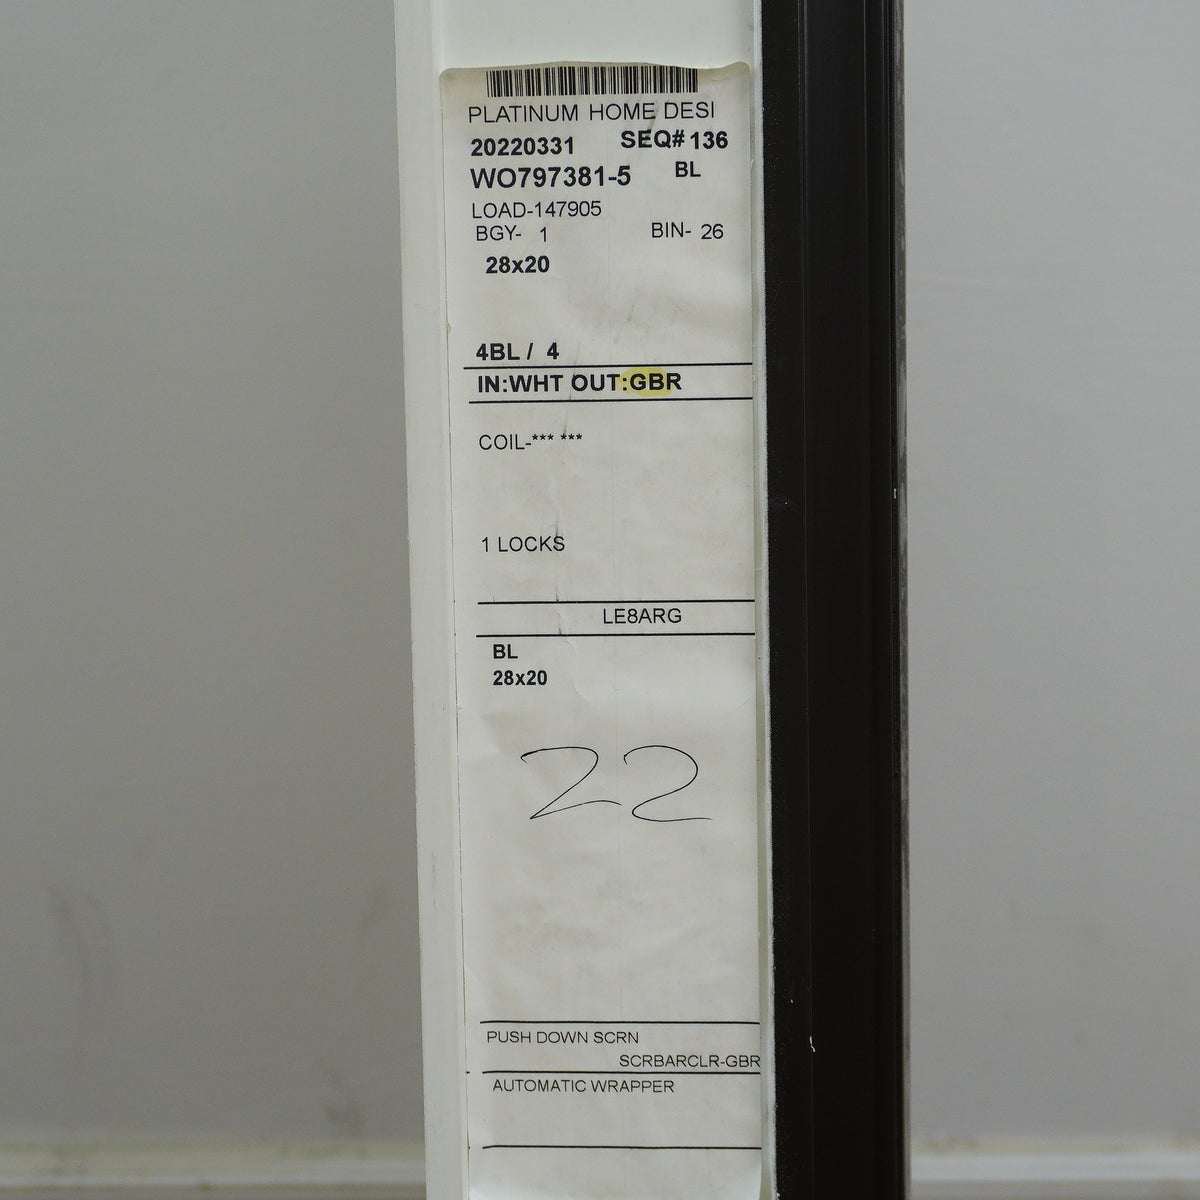 PLATINUM HOME DESI
20220331 SEQ# 136
WO797381-5 BL
LOAD-147905
BGY- 1 BIN- 26
28x20
4BL / 4
IN:WHT OUT:GBR
COIL-*** ***
1 LOCKS
LE8ARG
BL
28x20
22
PUSH DOWN SCRN
SCRBARCLR-GBR
AUTOMATIC WRAPPER